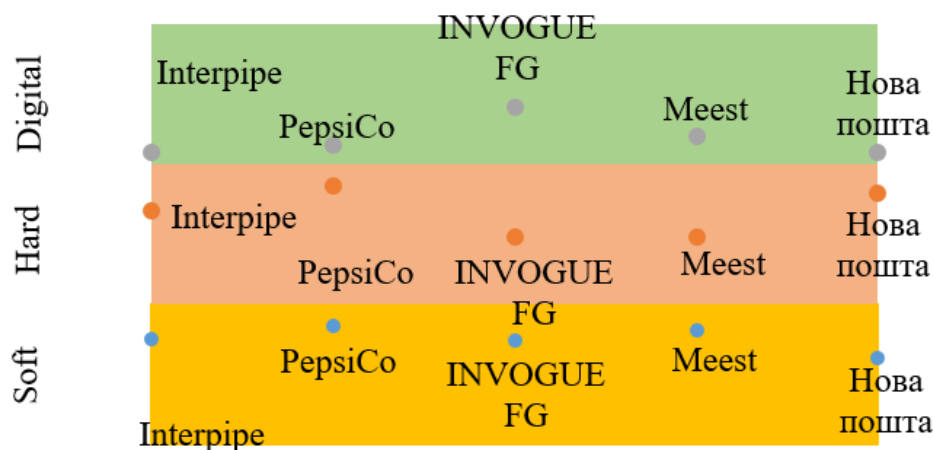 Digital
Interpipe
PepsiCo
INVOGUE
FG
Meest
Нова
пошта
Hard
Interpipe
PepsiCo
INVOGUE
FG
Meest
Нова
пошта
Soft
Interpipe
PepsiCo
INVOGUE
FG
Meest
Нова
пошта